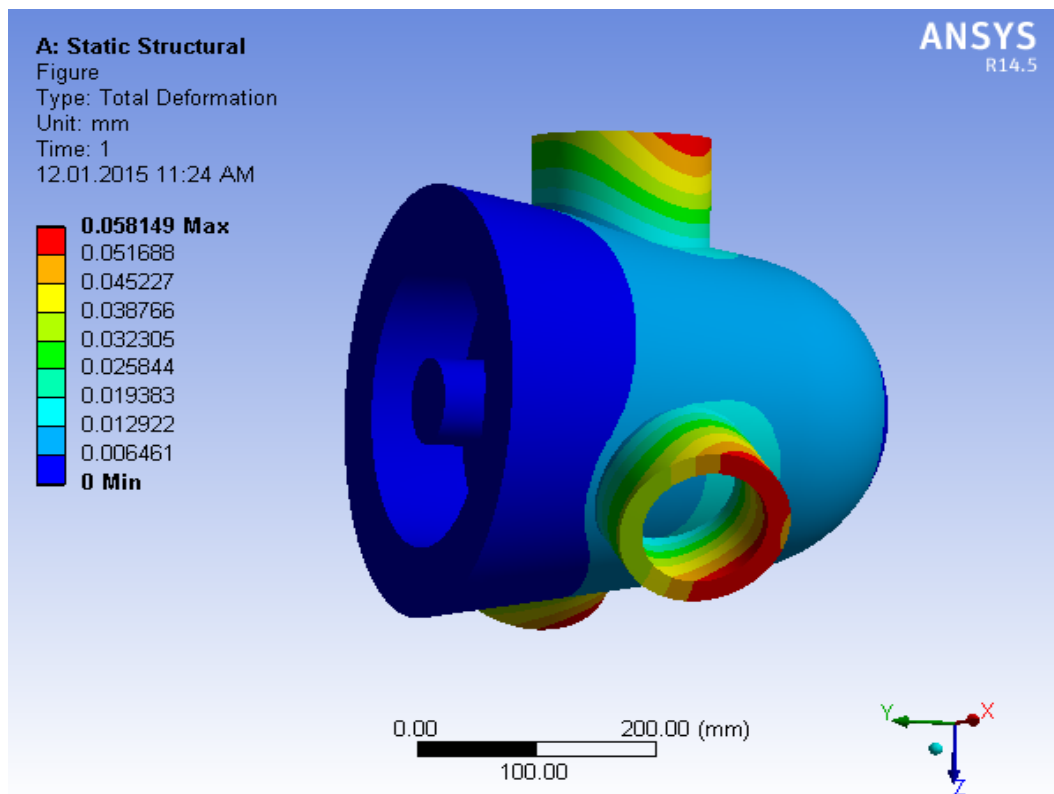 A: Static Structural
Figure
Type: Total Deformation
Unit: mm
Time: 1
12.01.2015 11:24 AM
ANSYS
R14.5
0.058149 Max
0.051688
0.045227
0.038766
0.032305
0.025844
0.019383
0.012922
0.006461
0 Min
0.00 200.00 (mm)
100.00
Y X
Z